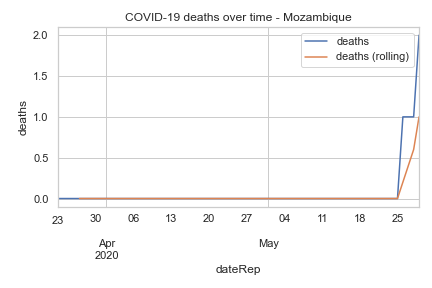 COVID-19 deaths over time - Mozambique
deaths
deaths (rolling)
deaths
2.0
1.5
1.0
0.5
0.0
23 30 06 13 20 27 04 11 18 25
Apr May
2020
dateRep